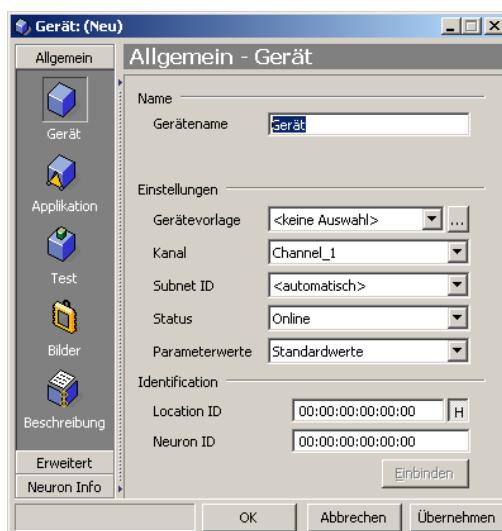 Gerät: (Neu)
Allgemein
Gerät
Applikation
Test
Bilder
Beschreibung
Erweitert
Neuron Info
Allgemein - Gerät
Name
Gerätename Gerät
Einstellungen
Gerätevorlage <keine Auswahl> ...
Kanal Channel_1
Subnet ID <automatisch>
Status Online
Parameterwerte Standardwerte
Identification
Location ID 00:00:00:00:00:00 H
Neuron ID 00:00:00:00:00:00
Einbinden
OK Abbrechen Übernehmen